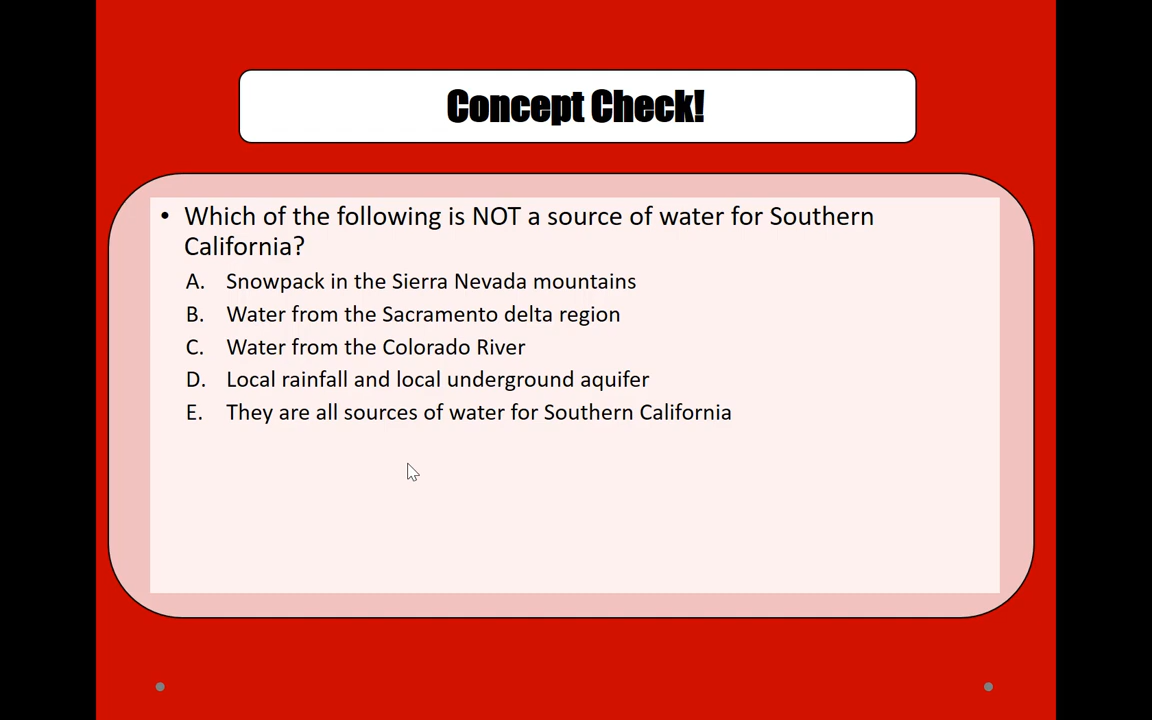 Concept Check!
• Which of the following is NOT a source of water for Southern
California?
A. Snowpack in the Sierra Nevada mountains
B. Water from the Sacramento delta region
C. Water from the Colorado River
D. Local rainfall and local underground aquifer
E. They are all sources of water for Southern California